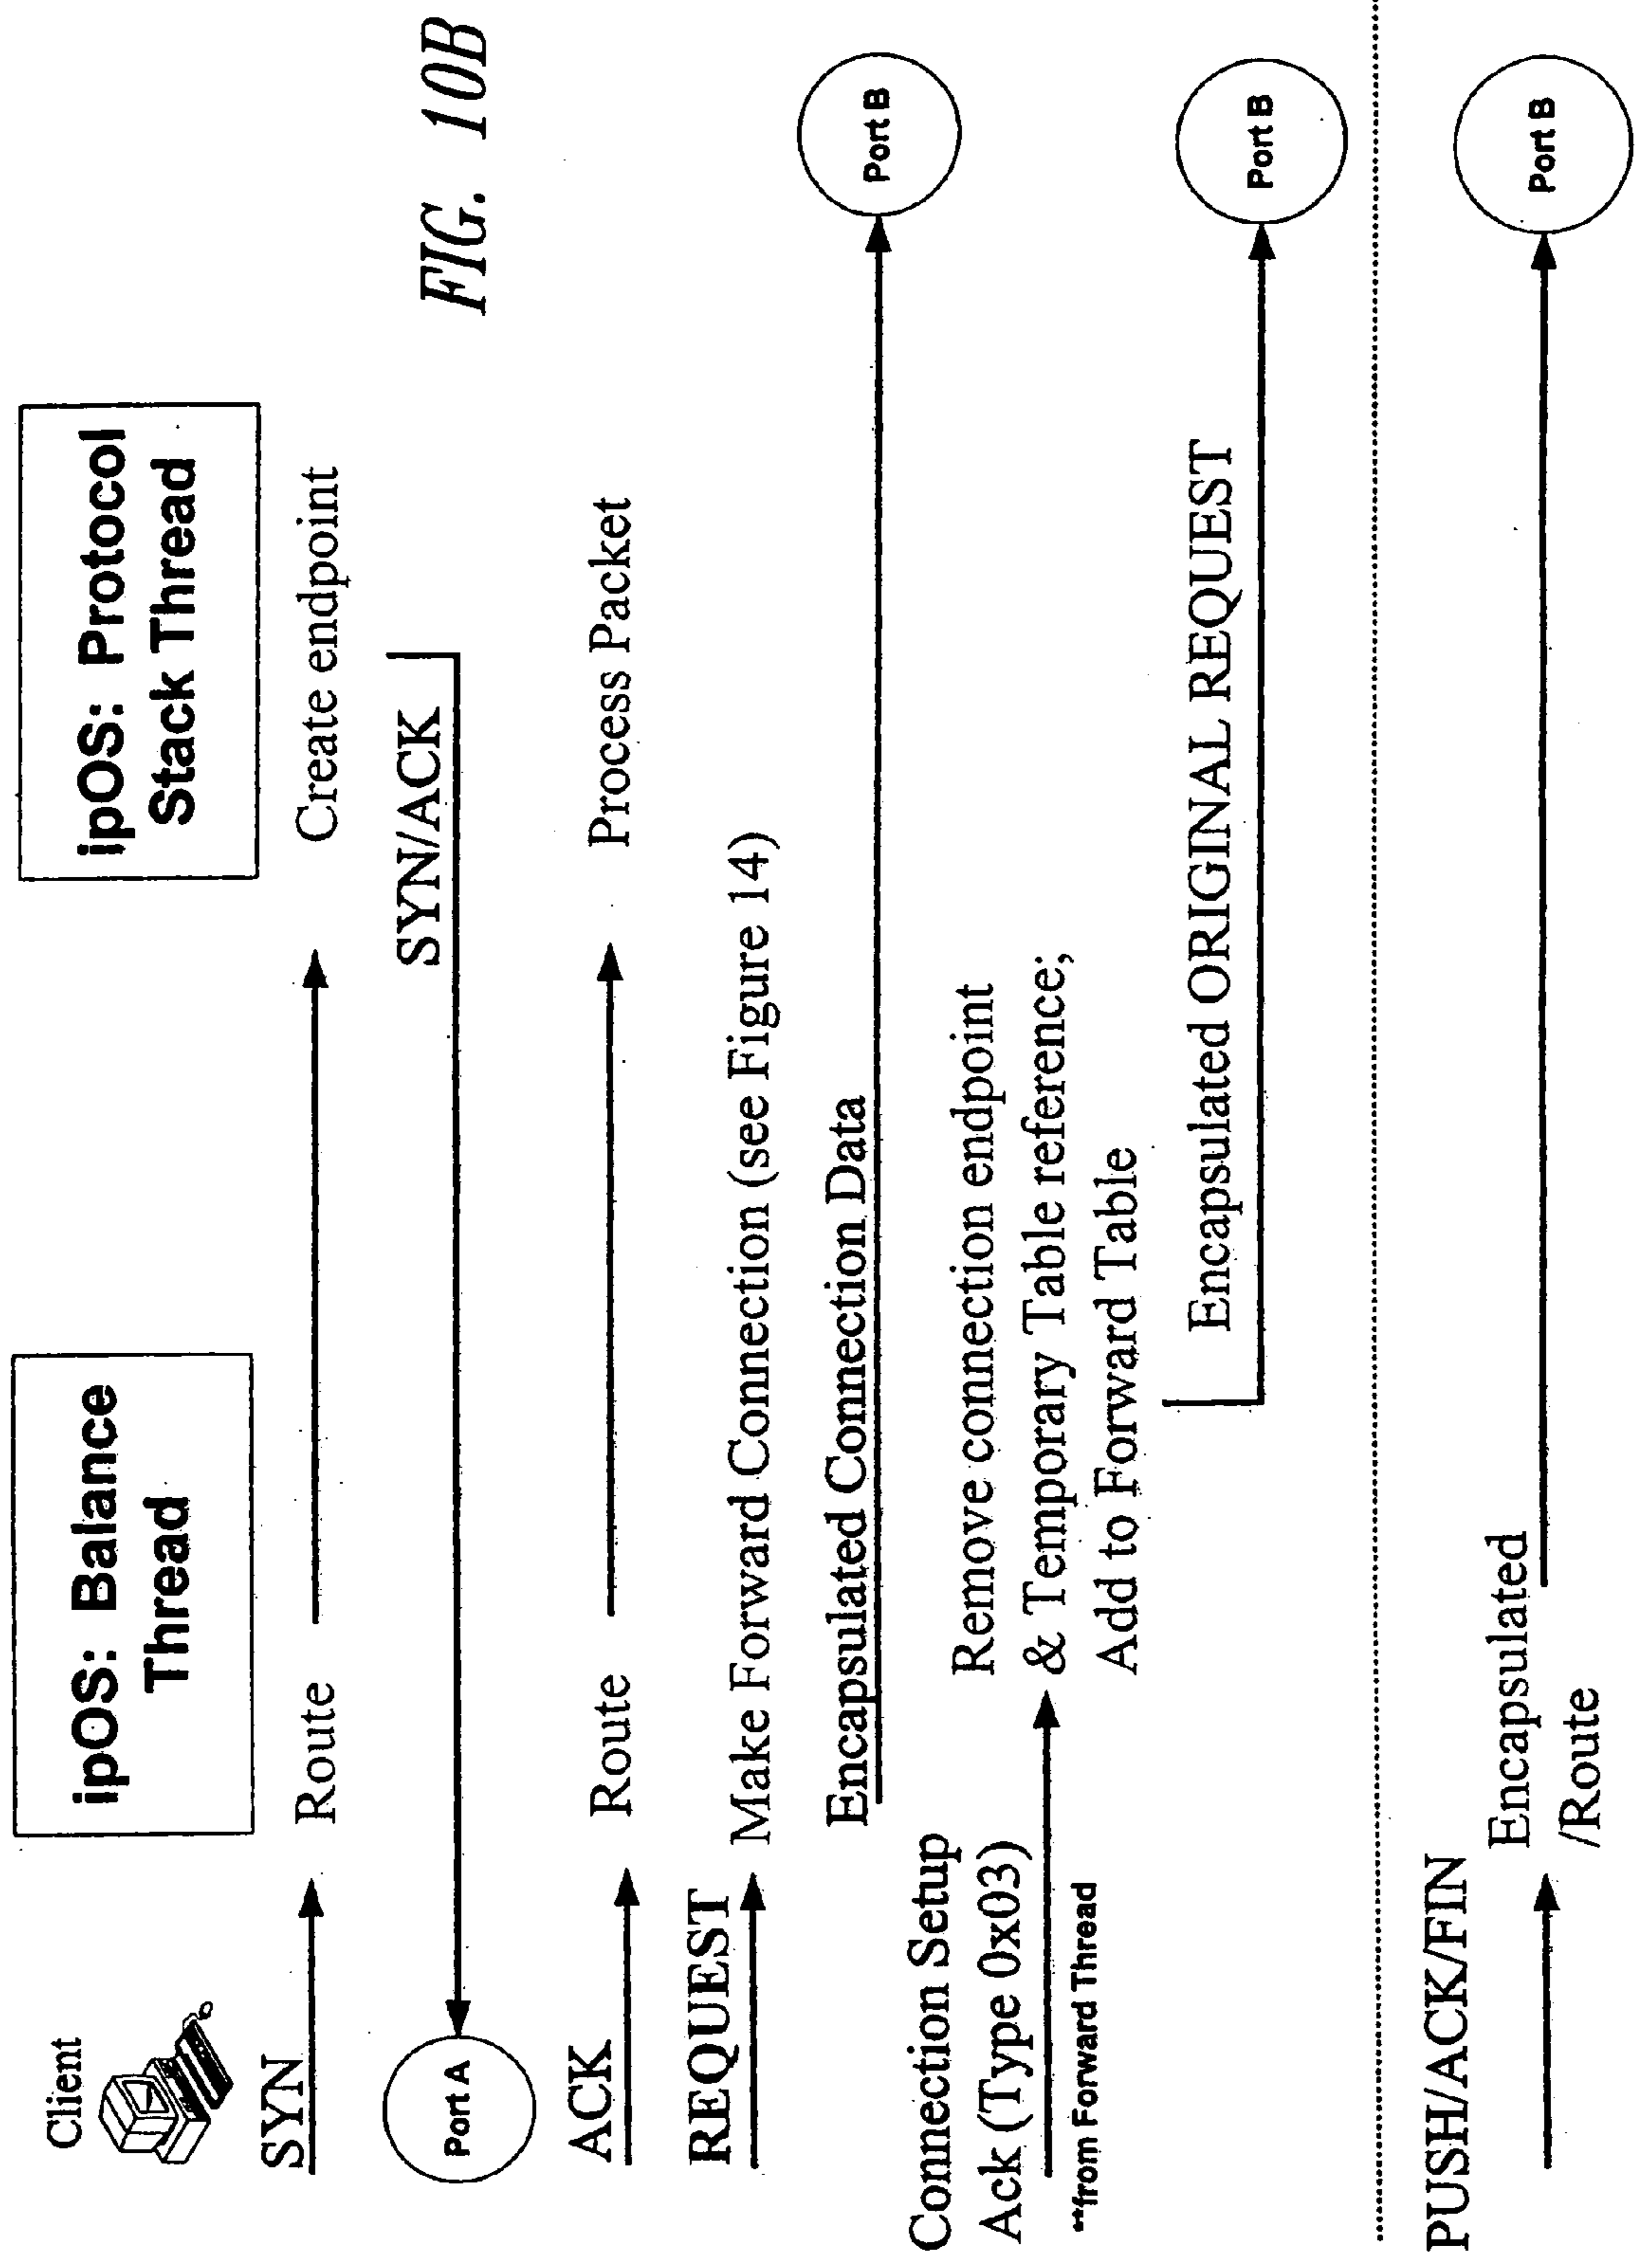 Client
ipOS: Balance
Thread
ipOS: Protocol
Stack Thread
SYN
Route
Create endpoint
FIG. 10B
Port A
SYN/ACK
ACK
Route
Process Packet
REQUEST
Make Forward Connection (see Figure 14)
Encapsulated Connection Data
Port B
Connection Setup
Ack (Type 0x03)
**from Forward Thread
Remove connection endpoint
& Temporary Table reference;
Add to Forward Table
Encapsulated ORIGINAL REQUEST
Port B
PUSH/ACK/FIN
Encapsulated
/Route
Port B